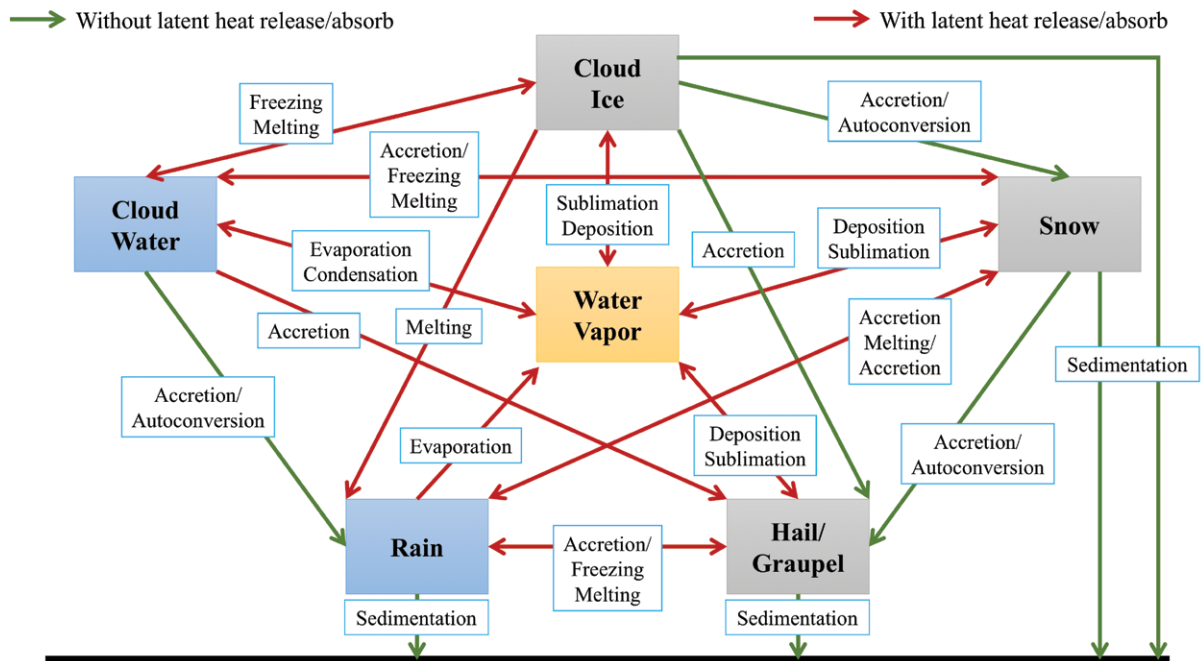 Without latent heat release/absorb
With latent heat release/absorb
Cloud
Ice
Freezing
Melting
Accretion/
Autoconversion
Accretion/
Freezing
Melting
Cloud
Water
Sublimation
Deposition
Snow
Evaporation
Condensation
Accretion
Deposition
Sublimation
Water
Vapor
Accretion
Melting
Accretion
Melting/
Accretion
Sedimentation
Accretion/
Autoconversion
Evaporation
Deposition
Sublimation
Accretion/
Autoconversion
Rain
Accretion/
Freezing
Melting
Hail/
Graupel
Sedimentation
Sedimentation